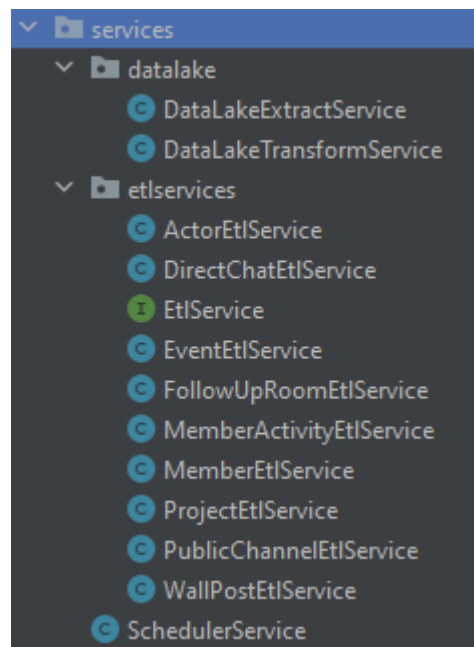 services
datalake
C DataLakeExtractService
C DataLakeTransformService
etlservices
C ActorEtlService
C DirectChatEtlService
I EtlService
C EventEtlService
C FollowUpRoomEtlService
C MemberActivityEtlService
C MemberEtlService
C ProjectEtlService
C PublicChannelEtlService
C WallPostEtlService
C SchedulerService